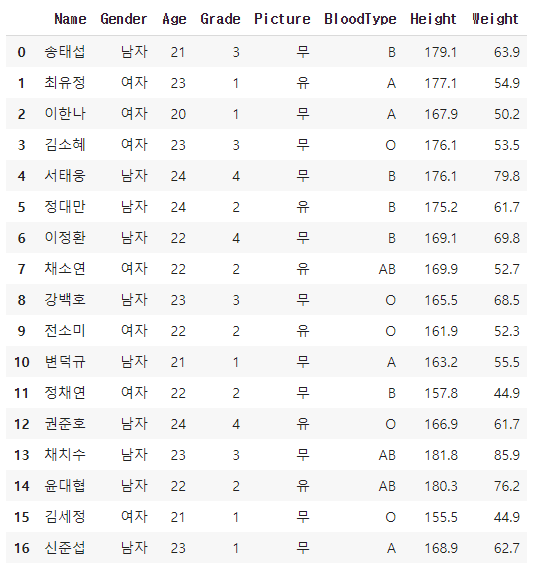 Name Gender Age Grade Picture BloodType Height Weight
0 송태섭 남자 21 3 무 B 179.1 63.9
1 최유정 여자 23 1 유 A 177.1 54.9
2 이한나 여자 20 1 무 A 167.9 50.2
3 김소혜 여자 23 3 무 O 176.1 53.5
4 서태웅 남자 24 4 무 B 176.1 79.8
5 정대만 남자 24 2 유 B 175.2 61.7
6 이정환 남자 22 4 무 B 169.1 69.8
7 채소연 여자 22 2 유 AB 169.9 52.7
8 강백호 남자 23 3 무 O 165.5 68.5
9 전소미 여자 22 2 유 O 161.9 52.3
10 변덕규 남자 21 1 무 A 163.2 55.5
11 정채연 여자 22 2 무 B 157.8 44.9
12 권준호 남자 24 4 유 O 166.9 61.7
13 채치수 남자 23 3 무 AB 181.8 85.9
14 윤대협 남자 22 2 유 AB 180.3 76.2
15 김세정 여자 21 1 무 O 155.5 44.9
16 신준섭 남자 23 1 무 A 168.9 62.7